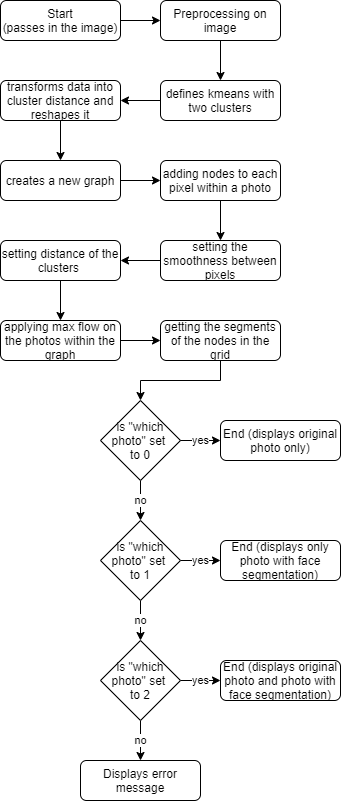 Start
(passes in the image)
Preprocessing on
image
transforms data into
cluster distance and
reshapes it
defines kmeans with
two clusters
creates a new graph
adding nodes to each
pixel within a photo
setting distance of the
clusters
setting the
smoothness between
pixels
applying max flow on
the photos within the
graph
getting the segments
of the nodes in the
grid
Is "which
photo" set
to 0
yes
End (displays original
photo only)
no
Is "which
photo" set
to 1
yes
End (displays only
photo with face
segmentation)
no
Is "which
photo" set
to 2
yes
End (displays original
photo and photo with
face segmentation)
no
Displays error
message